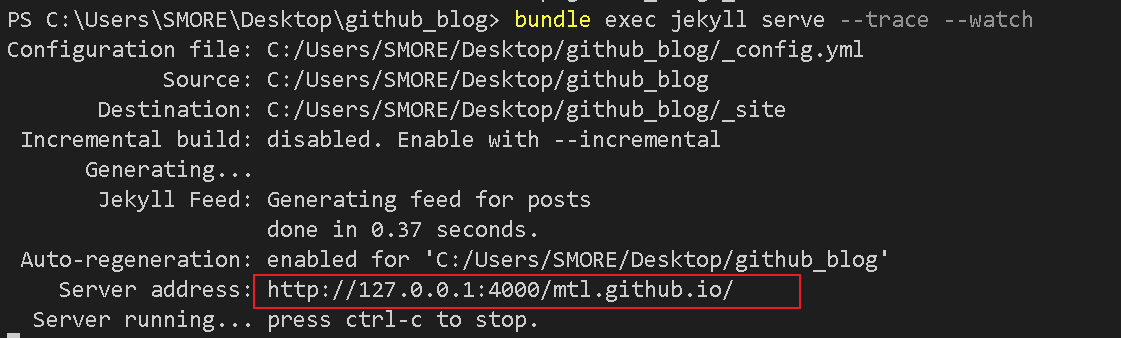 PS C:\Users\SMORE\Desktop\github_blog> bundle exec jekyll serve --trace --watch
Configuration file: C:/Users/SMORE/Desktop/github_blog/_config.yml
Source: C:/Users/SMORE/Desktop/github_blog
Destination: C:/Users/SMORE/Desktop/github_blog/_site
Incremental build: disabled. Enable with --incremental
Generating...
Jekyll Feed: Generating feed for posts
done in 0.37 seconds.
Auto-regeneration: enabled for 'C:/Users/SMORE/Desktop/github_blog'
Server address: http://127.0.0.1:4000/mtl.github.io/
Server running... press ctrl-c to stop.